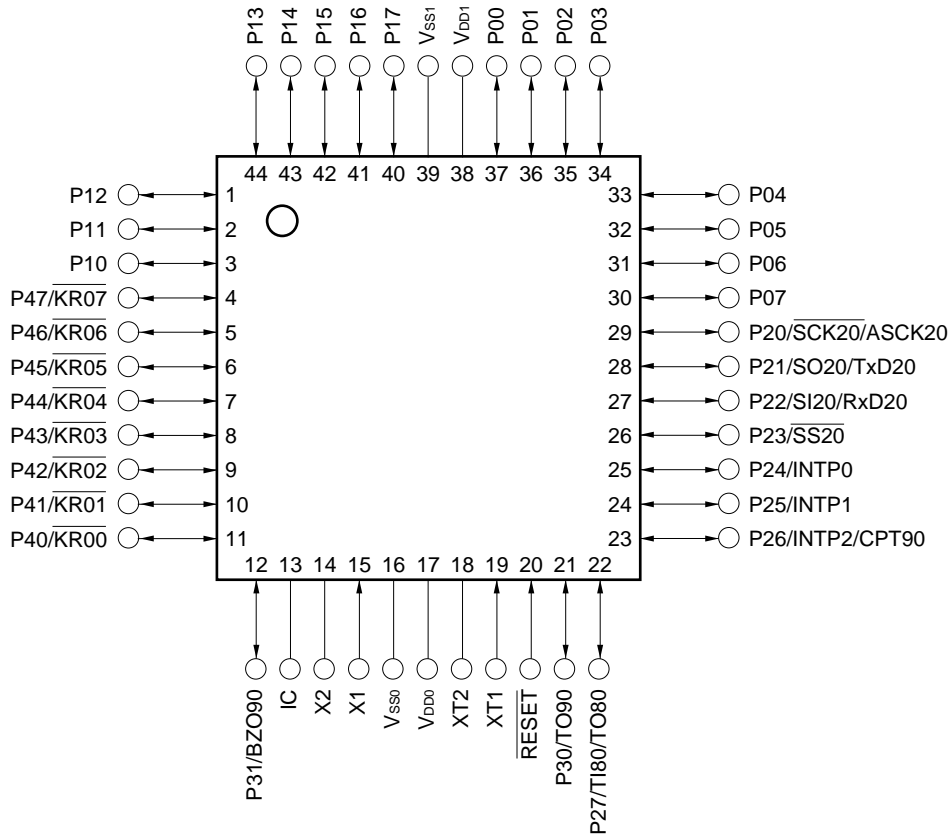 P13
P14
P15
P16
P17
VSS1
VDD1
P00
P01
P02
P03
44 43 42 41 40 39 38 37 36 35 34
P12 1
P11 2
P10 3
P47/KR07 4
P46/KR06 5
P45/KR05 6
P44/KR04 7
P43/KR03 8
P42/KR02 9
P41/KR01 10
P40/KR00 11
33 P04
32 P05
31 P06
30 P07
29 P20/SCK20/ASCK20
28 P21/SO20/TxD20
27 P22/SI20/RxD20
26 P23/SS20
25 P24/INTP0
24 P25/INTP1
23 P26/INTP2/CPT90
12 13 14 15 16 17 18 19 20 21 22
P31/BZO90
IC
X2
X1
VSS0
VDD0
XT2
XT1
RESET
P30/TO90
P27/TI80/TO80